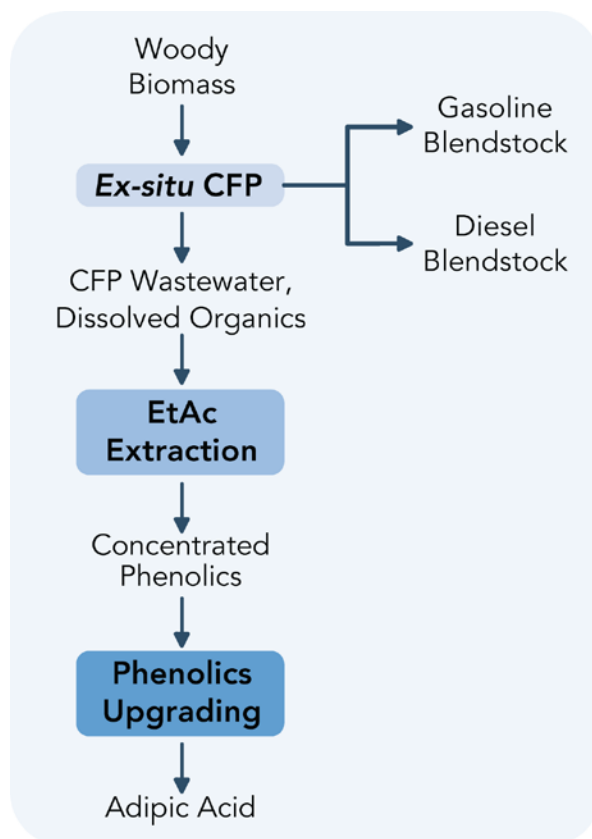 Woody
Biomass
Gasoline
Blendstock
Ex-situ CFP
Diesel
Blendstock
CFP Wastewater,
Dissolved Organics
EtAc
Extraction
Concentrated
Phenolics
Phenolics
Upgrading
Adipic Acid